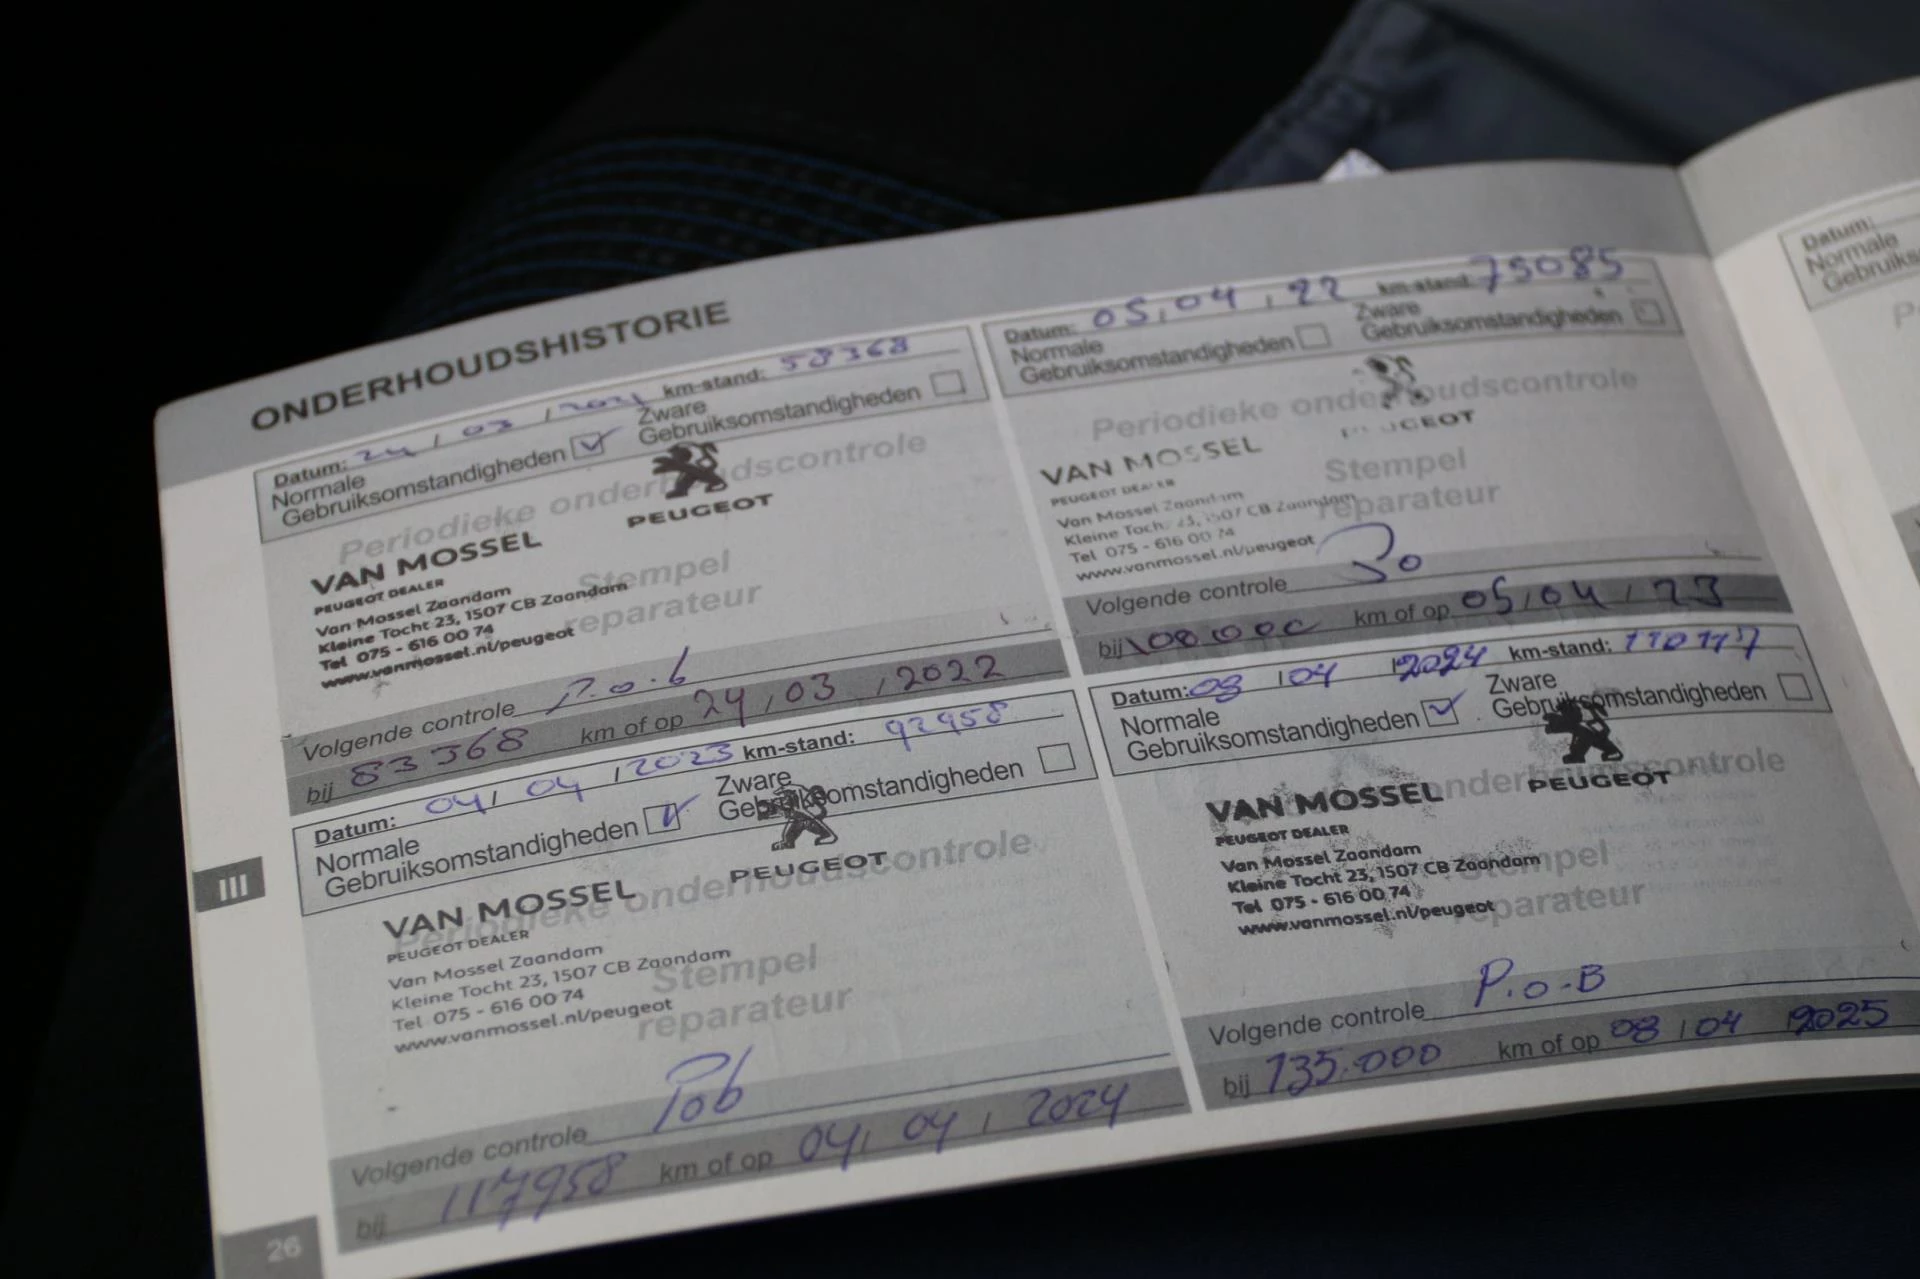 ONDERHOUDSHISTORIE
Datum: 24 / 03 / 2021 km-stand: 58368
Normale Gebruiksomstandigheden
Zware Gebruiksomstandigheden
Periodieke onderhoudscontrole
PEUGEOT
VAN MOSSEL
PEUGEOT DEALER
Stempel reparateur
Van Mossel Zaandam
Kleine Tocht 23, 1507 CB Zaandam
Tel 075 - 616 00 74
www.vanmossel.nl/peugeot
Volgende controle P.o.b
bij 83368 km of op 24 / 03 / 2022
Datum: 05 , 04 , 22 km-stand: 75085
Normale Gebruiksomstandigheden
Zware Gebruiksomstandigheden
Periodieke onderhoudscontrole
PEUGEOT
VAN MOSSEL
PEUGEOT DEALER
Stempel reparateur
Van Mossel Zaandam
Kleine Tocht 23, 1507 CB Zaandam
Tel 075 - 616 00 74
www.vanmossel.nl/peugeot
Volgende controle
bij 100000 km of op 05 / 04 / 23
Datum: 04 / 04 / 2023 km-stand: 92958
Normale Gebruiksomstandigheden
Zware Gebruiksomstandigheden
Periodieke onderhoudscontrole
PEUGEOT
VAN MOSSEL
PEUGEOT DEALER
Stempel reparateur
Van Mossel Zaandam
Kleine Tocht 23, 1507 CB Zaandam
Tel 075 - 616 00 74
www.vanmossel.nl/peugeot
Volgende controle Pob
bij 117958 km of op 04 / 04 / 2024
Datum: 08 / 04 / 2024 km-stand: 110117
Normale Gebruiksomstandigheden
Zware Gebruiksomstandigheden
onderhoudscontrole
PEUGEOT
VAN MOSSEL
PEUGEOT DEALER
Stempel reparateur
Van Mossel Zaandam
Kleine Tocht 23, 1507 CB Zaandam
Tel 075 - 616 00 74
www.vanmossel.nl/peugeot
Volgende controle P.o.B
bij 135.000 km of op 08 / 04 / 2025
III
26
Datum:
Normale